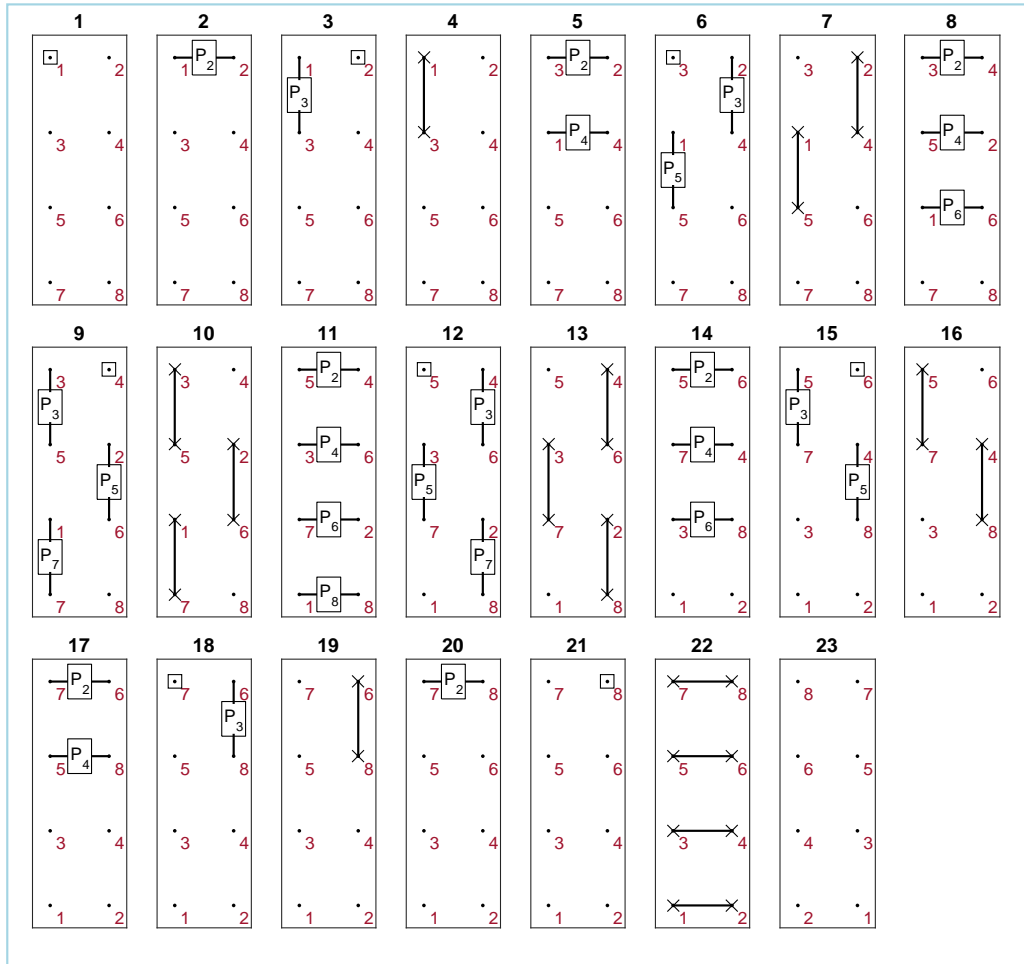 1 2 3 4 5 6 7 8
1 2 1 P2 2 1 2 1 2 3 P2 2 3 2 3 2 3 P2 4
P3 P3
3 4 3 4 3 4 3 4 1 P4 4 1 4 1 4 5 P4 2
P5
5 6 5 6 5 6 5 6 5 6 5 6 5 6 1 P6 6
7 8 7 8 7 8 7 8 7 8 7 8 7 8 7 8
9 10 11 12 13 14 15 16
3 4 3 4 5 P2 4 5 4 5 4 5 P2 6 5 6 5 6
P3 P3 P3
5 2 5 2 3 P4 6 3 6 3 6 7 P4 4 7 4 7 4
P5 P5 P5
1 6 1 6 7 P6 2 7 2 7 2 3 P6 8 3 8 3 8
P7 P7
7 8 7 8 1 P8 8 1 8 1 8 1 2 1 2 1 2
17 18 19 20 21 22 23
7 P2 6 7 6 7 6 7 P2 8 7 8 7 8 8 7
P3
5 P4 8 5 8 5 8 5 6 5 6 5 6 6 5
3 4 3 4 3 4 3 4 3 4 3 4 4 3
1 2 1 2 1 2 1 2 1 2 1 2 2 1